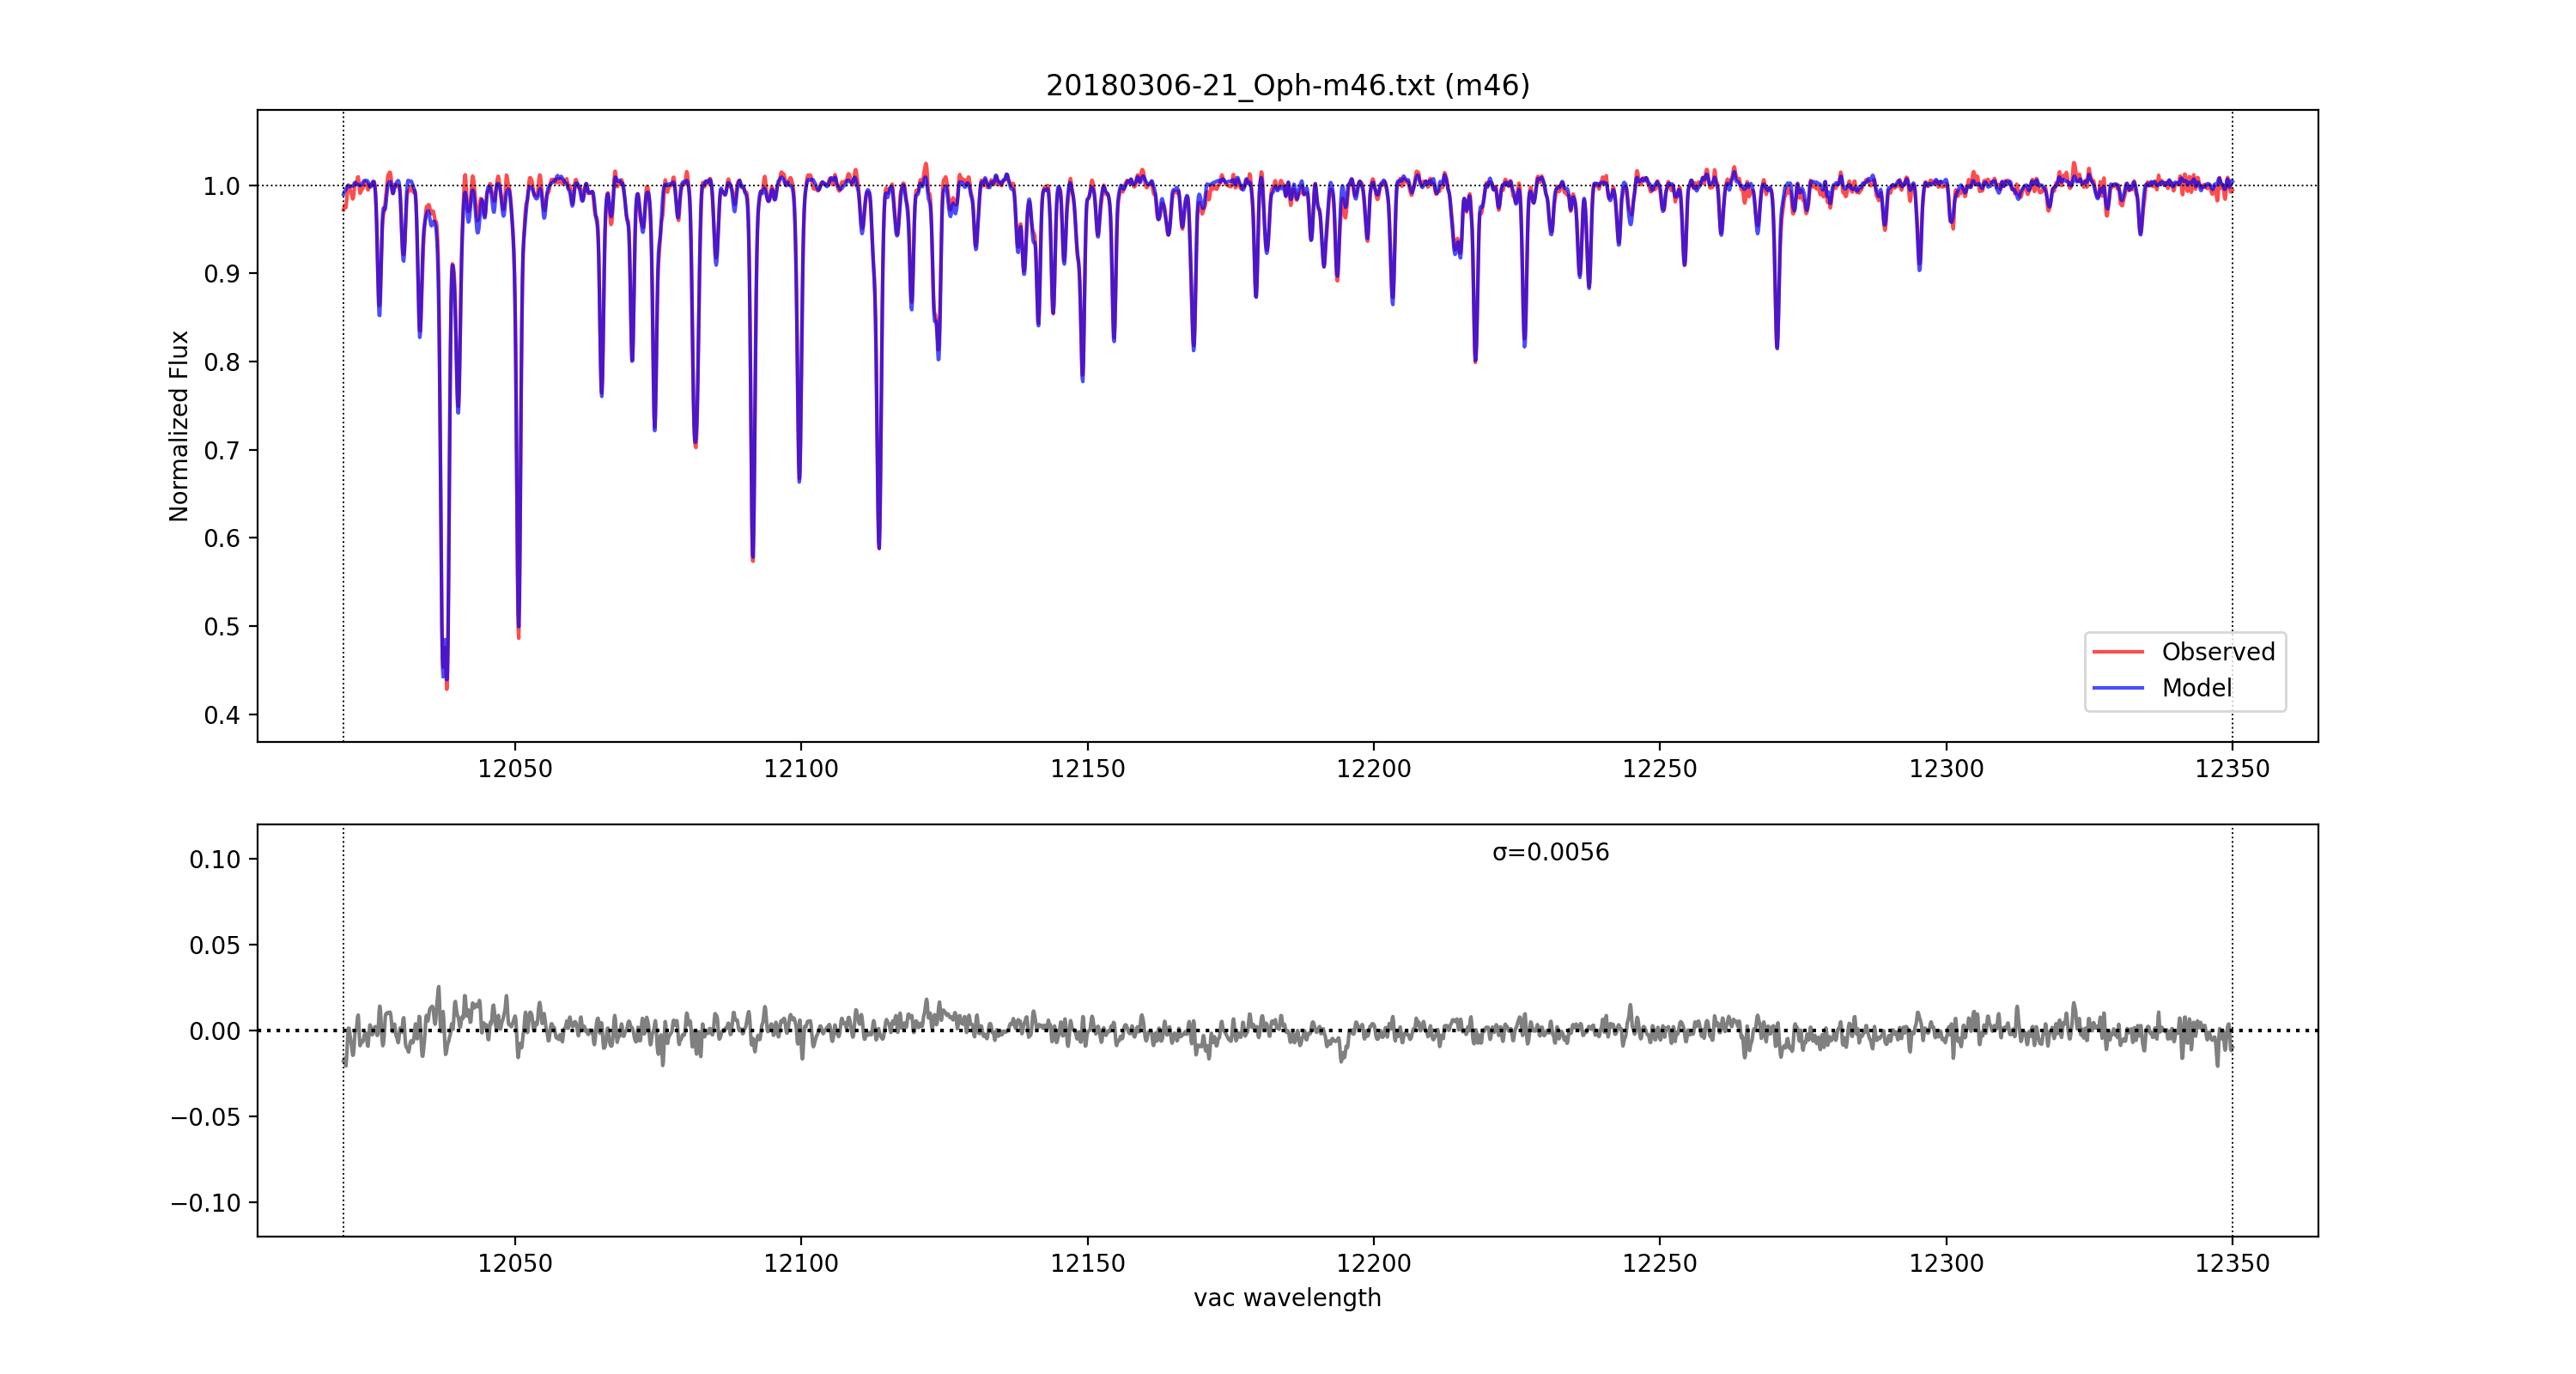 20180306-21_Oph-m46.txt (m46)
Normalized Flux
1.0
0.9
0.8
0.7
0.6
0.5
0.4
Observed
Model
12050 12100 12150 12200 12250 12300 12350
σ=0.0056
0.10
0.05
0.00
−0.05
−0.10
12050 12100 12150 12200 12250 12300 12350
vac wavelength